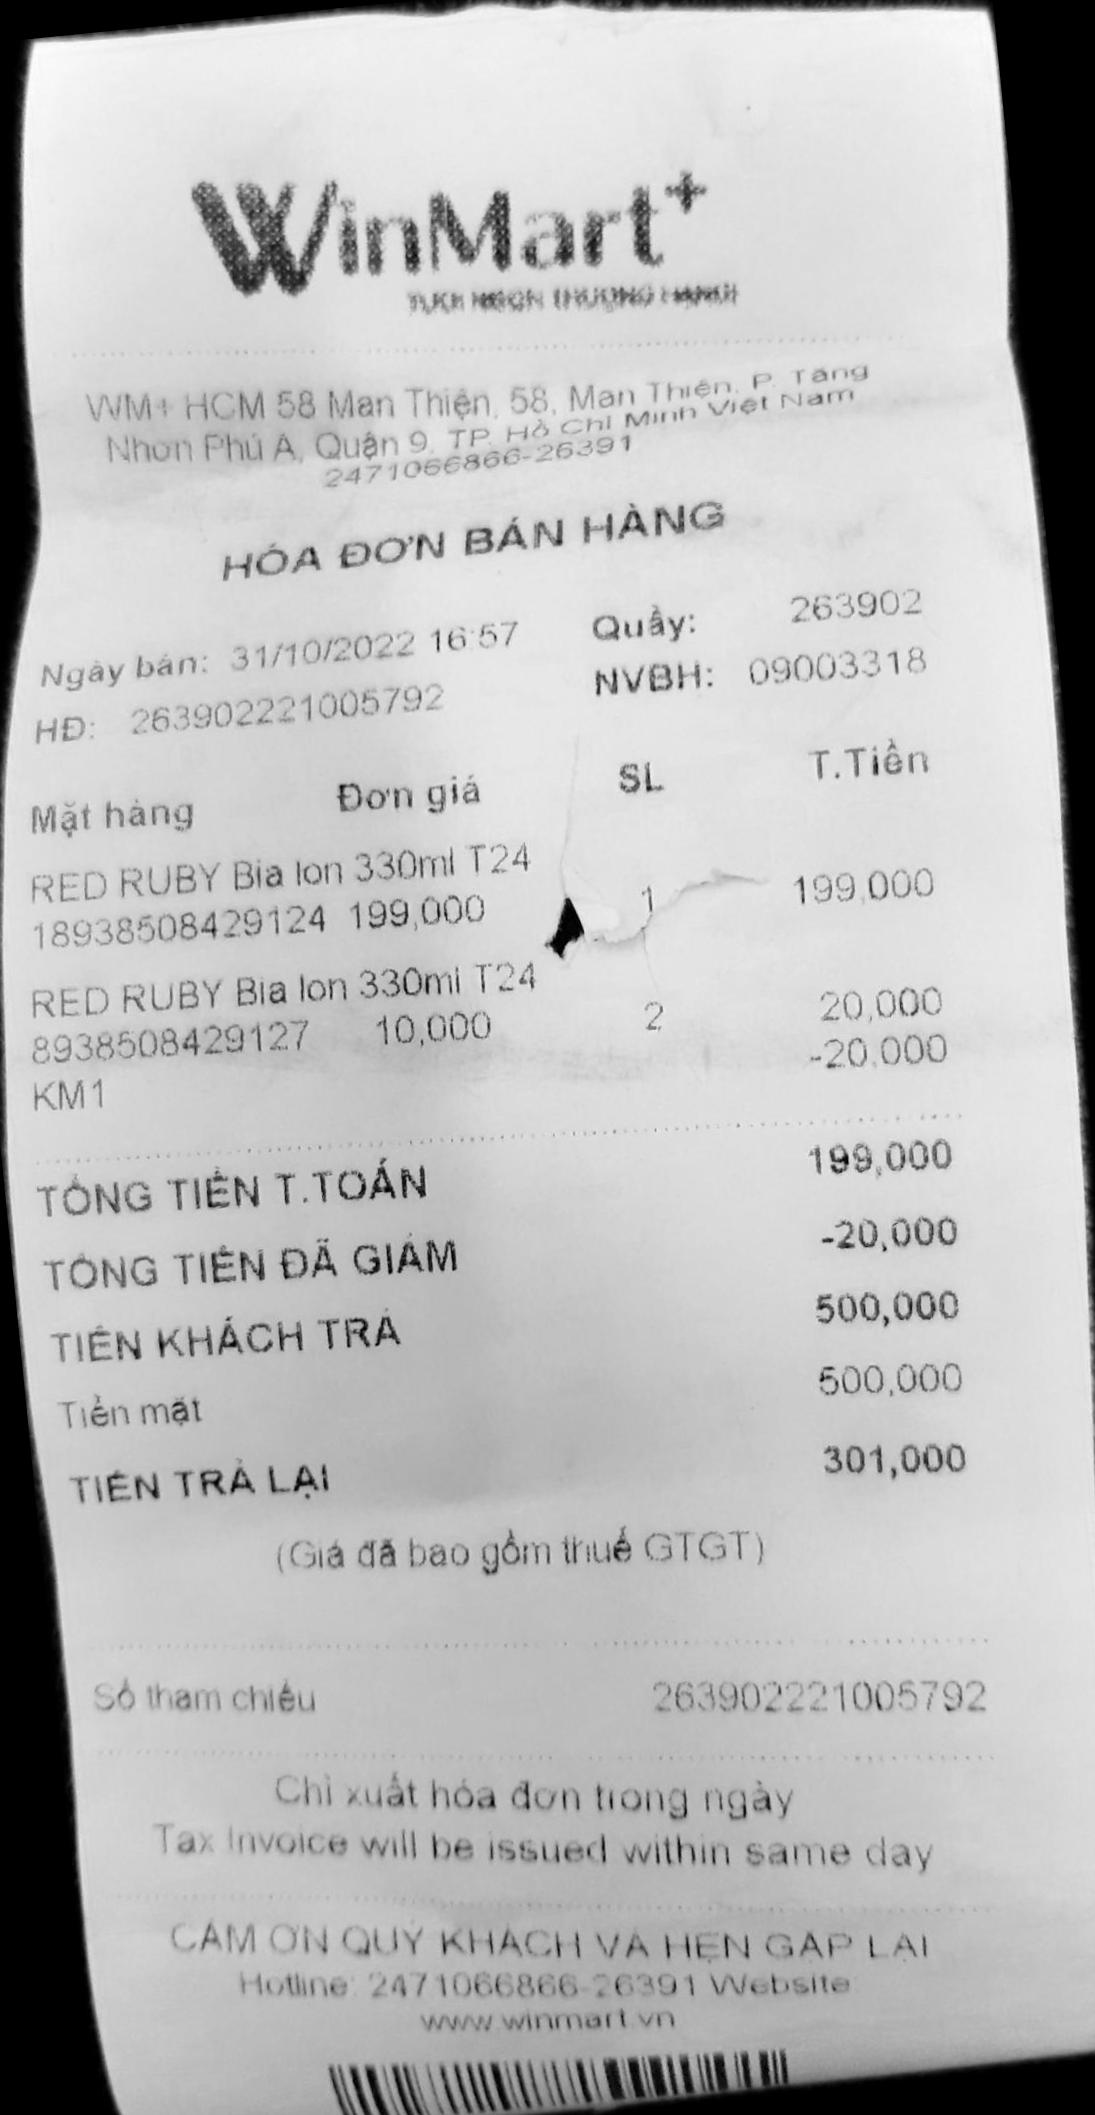 WinMart+
TƯƠI NGON THƯỢNG HẠNG!
WM+ HCM 58 Man Thiện, 58, Man Thiện, P. Tăng
Nhơn Phú A, Quận 9, TP. Hồ Chí Minh Việt Nam
2471066866-26391
HÓA ĐƠN BÁN HÀNG
Ngày bán: 31/10/2022 16:57 Quầy: 263902
HĐ: 263902221005792 NVBH: 09003318
Mặt hàng Đơn giá SL T.Tiền
RED RUBY Bia lon 330ml T24
18938508429124 199,000 1 199,000
RED RUBY Bia lon 330ml T24
8938508429127 10,000 2 20,000
KM1 -20,000
TỔNG TIỀN T.TOÁN 199,000
TỔNG TIỀN ĐÃ GIẢM -20,000
TIỀN KHÁCH TRẢ 500,000
Tiền mặt 500,000
TIỀN TRẢ LẠI 301,000
(Giá đã bao gồm thuế GTGT)
Số tham chiếu 263902221005792
Chỉ xuất hóa đơn trong ngày
Tax Invoice will be issued within same day
CẢM ƠN QUÝ KHÁCH VÀ HẸN GẶP LẠI
Hotline: 2471066866-26391 Website:
www.winmart.vn